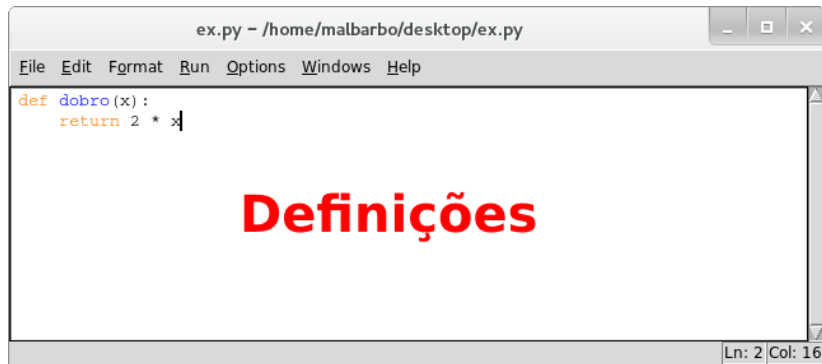 ex.py – /home/malbarbo/desktop/ex.py
File Edit Format Run Options Windows Help
def dobro(x):
    return 2 * x
Definições
Ln: 2 Col: 16